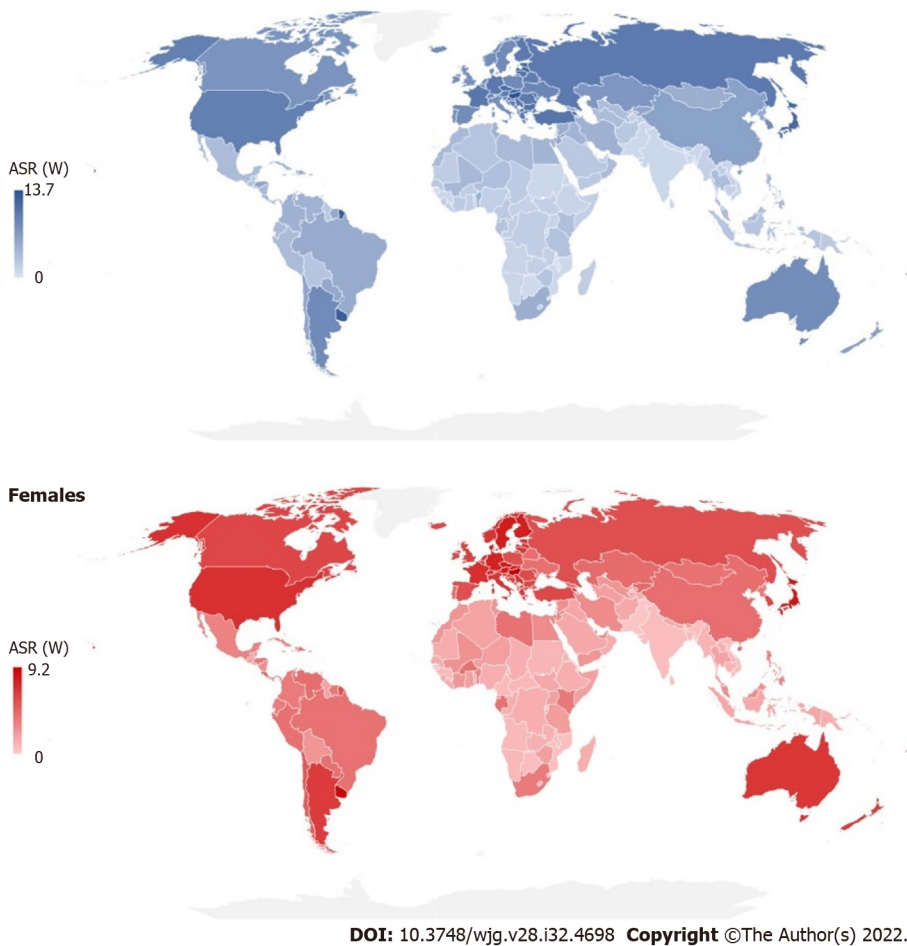 ASR (W)
13.7
0
Females
ASR (W)
9.2
0
DOI: 10.3748/wjg.v28.i32.4698 Copyright ©The Author(s) 2022.